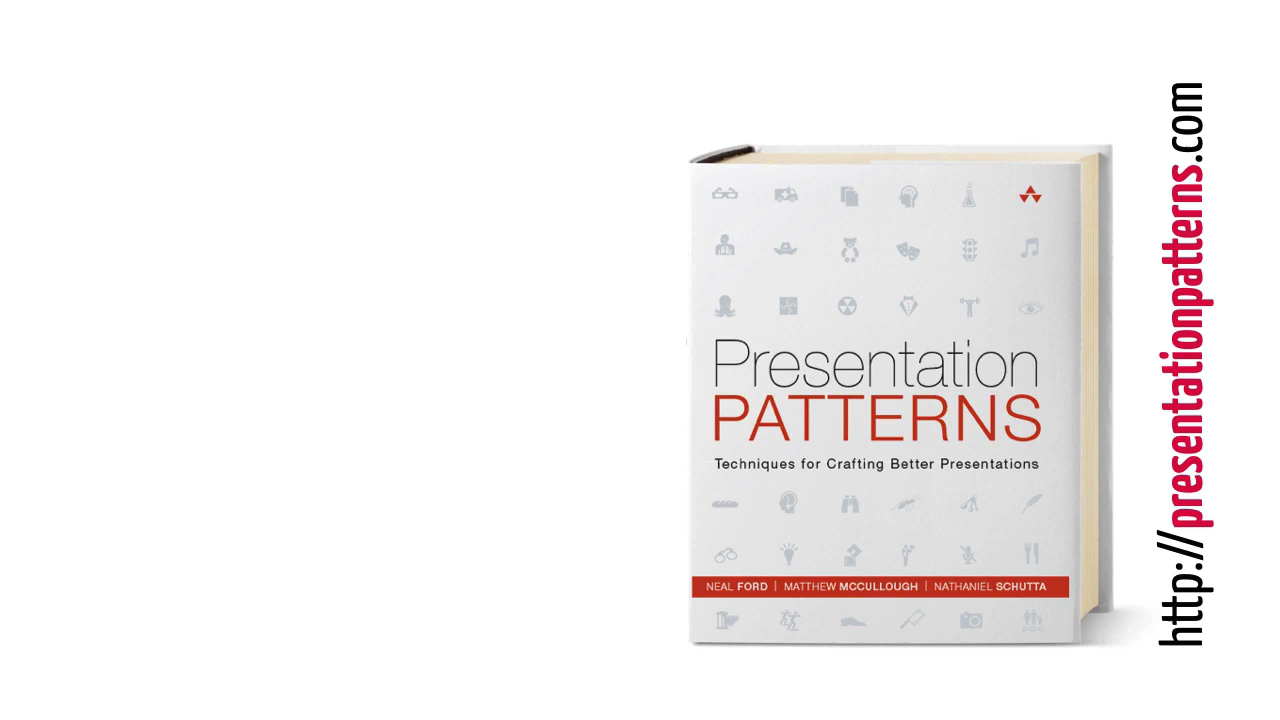 Presentation
PATTERNS
Techniques for Crafting Better Presentations
NEAL FORD | MATTHEW MCCULLOUGH | NATHANIEL SCHUTTA
http://presentationpatterns.com